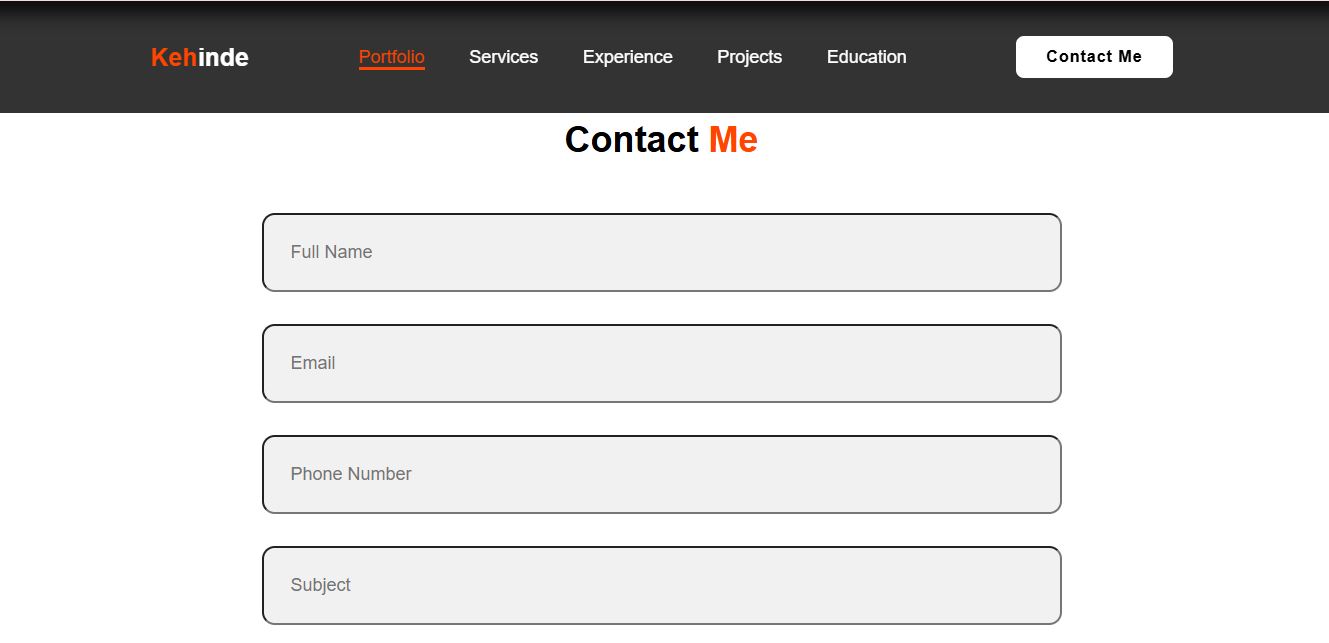 Kehinde Portfolio Services Experience Projects Education Contact Me
Contact Me
Full Name
Email
Phone Number
Subject